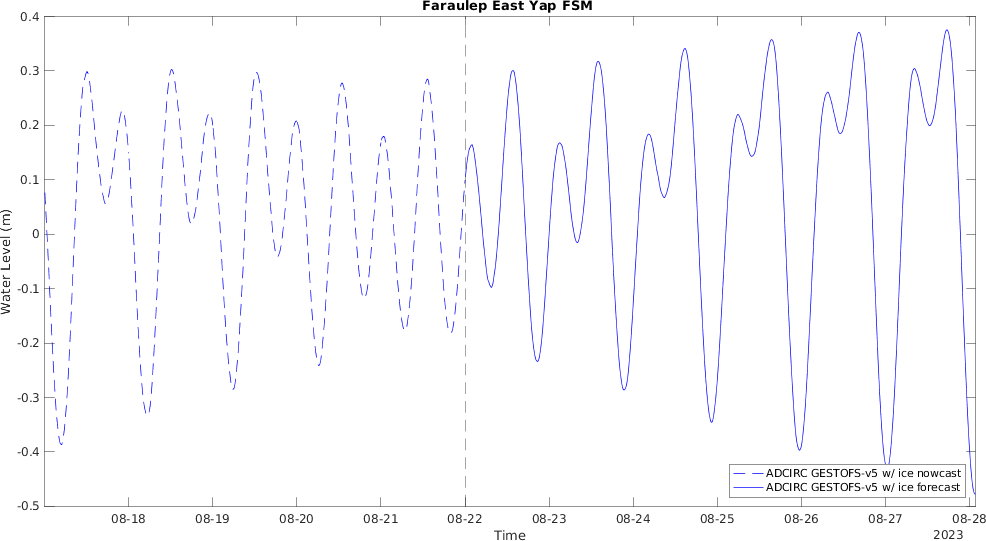 Faraulep East Yap FSM
0.4
0.3
0.2
0.1
0
-0.1
-0.2
-0.3
-0.4
-0.5
Water Level (m)
ADCIRC GESTOFS-v5 w/ ice nowcast
ADCIRC GESTOFS-v5 w/ ice forecast
08-18 08-19 08-20 08-21 08-22 08-23 08-24 08-25 08-26 08-27 08-28
Time
2023